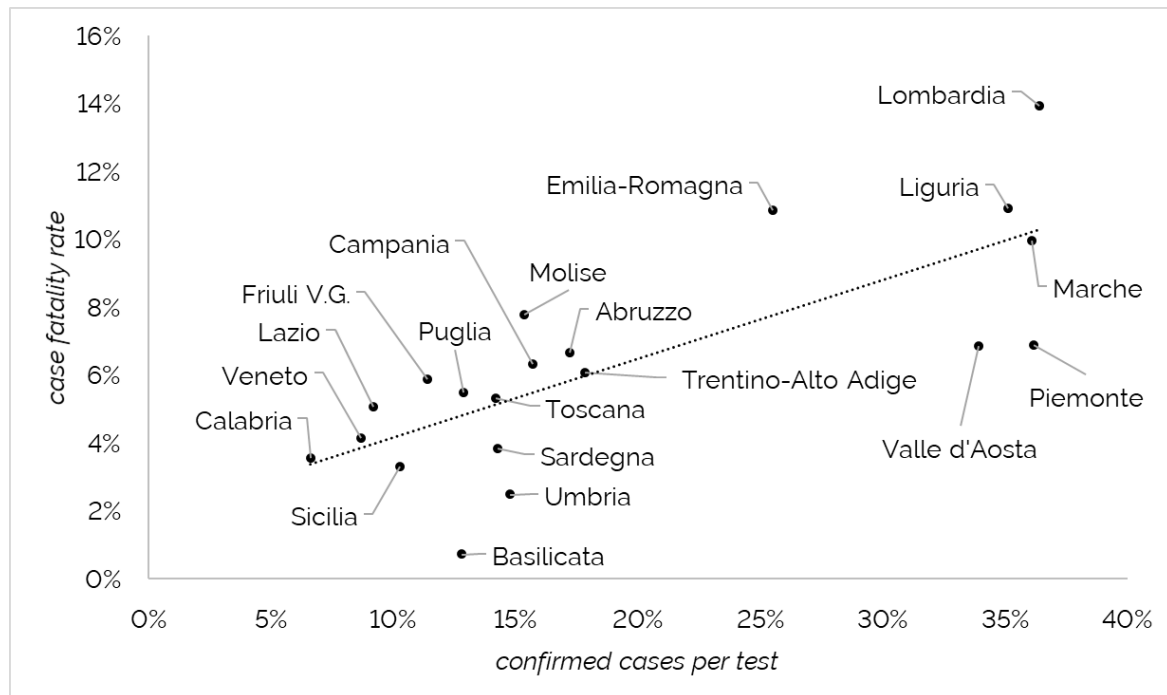 16%
14%
12%
10%
8%
6%
4%
2%
0%
case fatality rate
Lombardia
Emilia-Romagna
Liguria
Campania
Molise
Marche
Friuli V.G.
Abruzzo
Lazio
Puglia
Veneto
Trentino-Alto Adige
Piemonte
Calabria
Toscana
Valle d'Aosta
Sardegna
Umbria
Sicilia
Basilicata
0% 5% 10% 15% 20% 25% 30% 35% 40%
confirmed cases per test